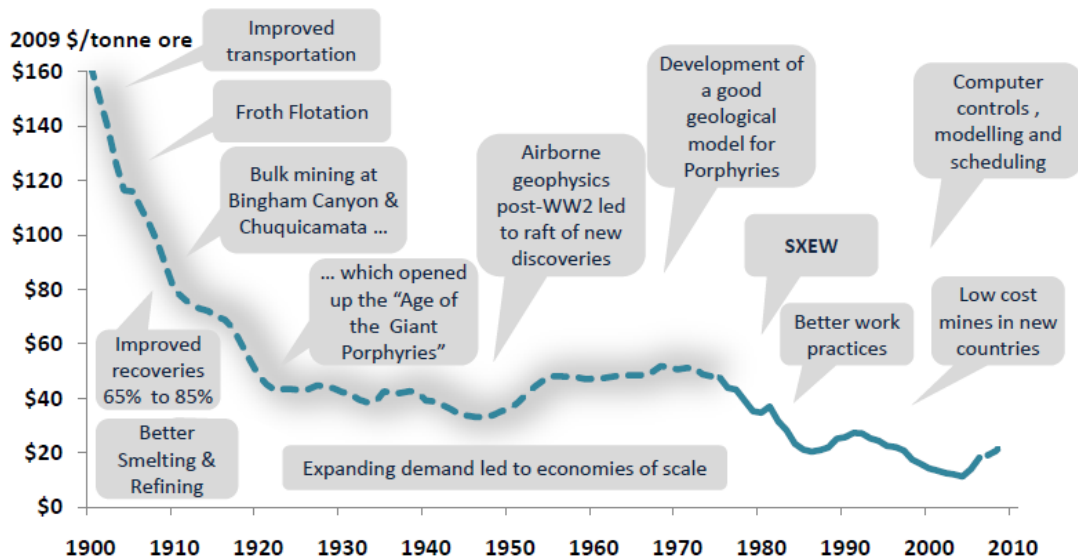 2009 $/tonne ore
$160
$140
$120
$100
$80
$60
$40
$20
$0
Improved
transportation
Froth Flotation
Bulk mining at
Bingham Canyon &
Chuquicamata ...
... which opened
up the “Age of
the Giant
Porphyries”
Improved
recoveries
65% to 85%
Better
Smelting &
Refining
Expanding demand led to economies of scale
Airborne
geophysics
post-WW2 led
to raft of new
discoveries
Development of
a good
geological
model for
Porphyries
SXEW
Better work
practices
Computer
controls ,
modelling and
scheduling
Low cost
mines in new
countries
1900 1910 1920 1930 1940 1950 1960 1970 1980 1990 2000 2010